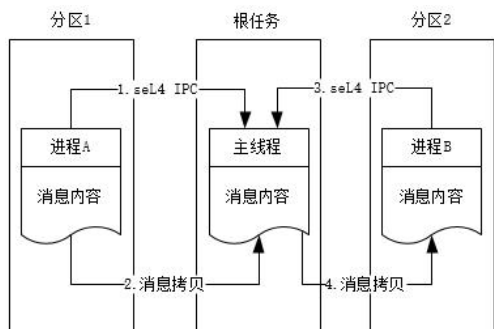 分区1
根任务
分区2
1.seL4 IPC
3.seL4 IPC
进程A
主线程
进程B
消息内容
消息内容
消息内容
2.消息拷贝
4.消息拷贝